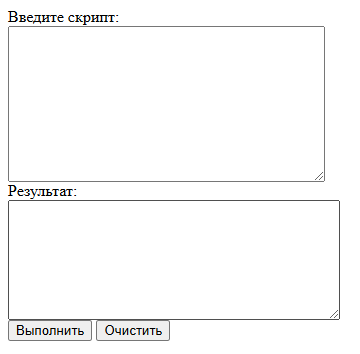 Введите скрипт:
Результат:
Выполнить Очистить